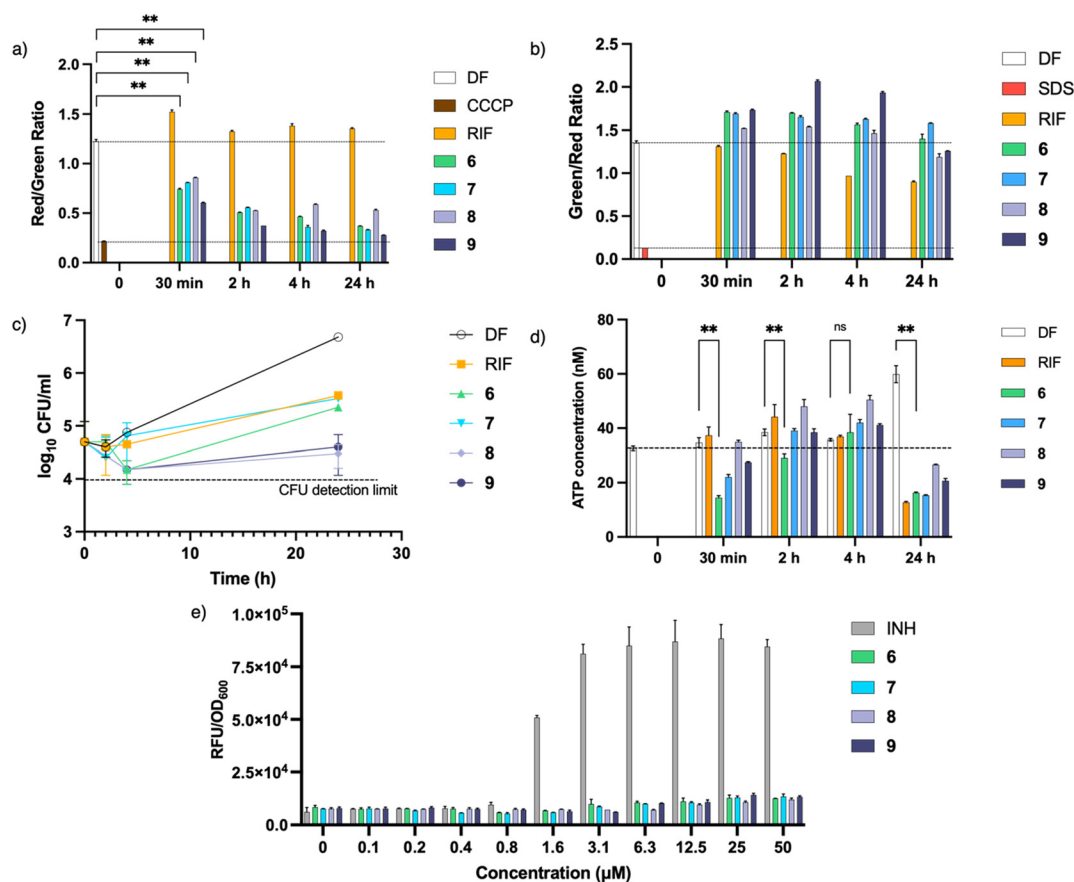 a)
**
**
**
**
Red/Green Ratio
2.0
1.5
1.0
0.5
0.0
0 30 min 2 h 4 h 24 h
DF
CCCP
RIF
6
7
8
9
b)
Green/Red Ratio
2.5
2.0
1.5
1.0
0.5
0.0
0 30 min 2 h 4 h 24 h
DF
SDS
RIF
6
7
8
9
c)
log10 CFU/ml
7
6
5
4
3
0 10 20 30
Time (h)
CFU detection limit
DF
RIF
6
7
8
9
d)
** ** ns **
ATP concentration (nM)
80
60
40
20
0
0 30 min 2 h 4 h 24 h
DF
RIF
6
7
8
9
e)
RFU/OD600
1.0×10^5
7.5×10^4
5.0×10^4
2.5×10^4
0.0
0 0.1 0.2 0.4 0.8 1.6 3.1 6.3 12.5 25 50
Concentration (µM)
INH
6
7
8
9